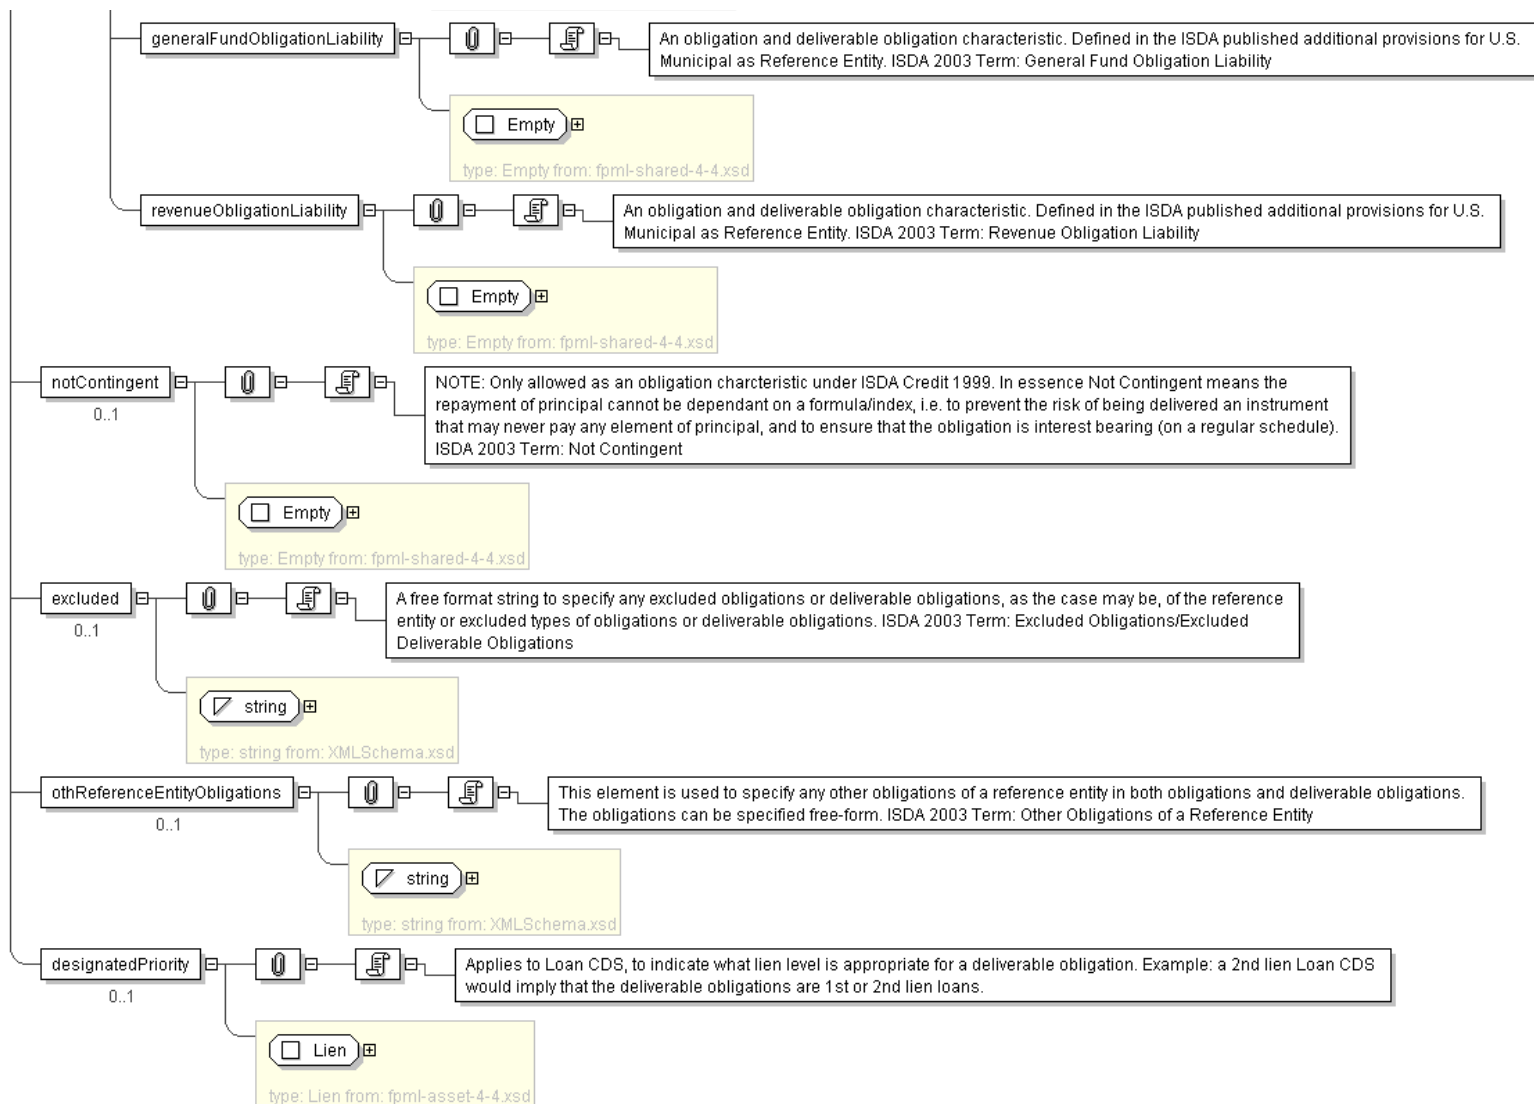 generalFundObligationLiability
An obligation and deliverable obligation characteristic. Defined in the ISDA published additional provisions for U.S.
Municipal as Reference Entity. ISDA 2003 Term: General Fund Obligation Liability
Empty
type: Empty from: fpml-shared-4-4.xsd
revenueObligationLiability
An obligation and deliverable obligation characteristic. Defined in the ISDA published additional provisions for U.S.
Municipal as Reference Entity. ISDA 2003 Term: Revenue Obligation Liability
Empty
type: Empty from: fpml-shared-4-4.xsd
notContingent
0..1
NOTE: Only allowed as an obligation charcteristic under ISDA Credit 1999. In essence Not Contingent means the
repayment of principal cannot be dependant on a formula/index, i.e. to prevent the risk of being delivered an instrument
that may never pay any element of principal, and to ensure that the obligation is interest bearing (on a regular schedule).
ISDA 2003 Term: Not Contingent
Empty
type: Empty from: fpml-shared-4-4.xsd
excluded
0..1
A free format string to specify any excluded obligations or deliverable obligations, as the case may be, of the reference
entity or excluded types of obligations or deliverable obligations. ISDA 2003 Term: Excluded Obligations/Excluded
Deliverable Obligations
string
type: string from: XMLSchema.xsd
othReferenceEntityObligations
0..1
This element is used to specify any other obligations of a reference entity in both obligations and deliverable obligations.
The obligations can be specified free-form. ISDA 2003 Term: Other Obligations of a Reference Entity
string
type: string from: XMLSchema.xsd
designatedPriority
0..1
Applies to Loan CDS, to indicate what lien level is appropriate for a deliverable obligation. Example: a 2nd lien Loan CDS
would imply that the deliverable obligations are 1st or 2nd lien loans.
Lien
type: Lien from: fpml-asset-4-4.xsd